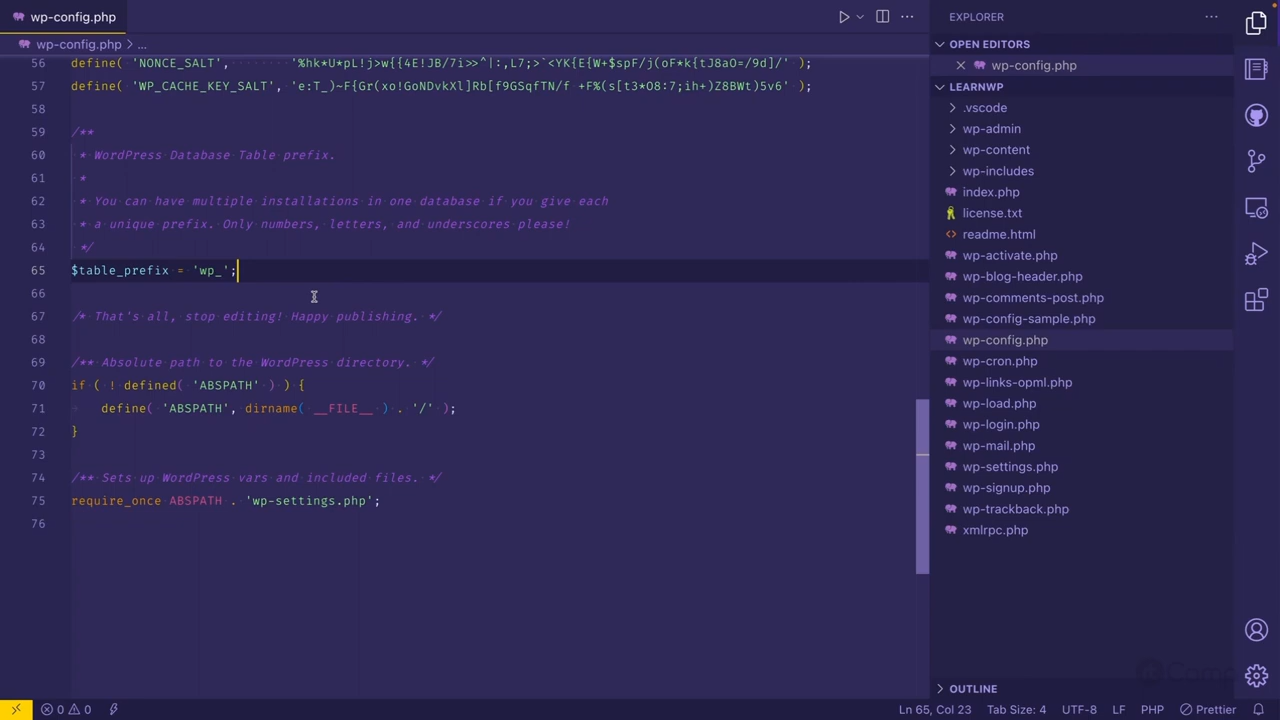 wp-config.php
EXPLORER
wp-config.php > ...
OPEN EDITORS
wp-config.php
LEARNWP
56 define( 'NONCE_SALT', '%hk*U*pL!j>w{{4E!JB/7i>>^|:,L7;>`<YK{E{W+$spF/j(oF*k{tJ8aO=/9d]/' );
57 define( 'WP_CACHE_KEY_SALT', 'e:T_)~F{Gr(xo!GoNDvkXl]Rb[f9GSqfTN/f +F%(s[t3*O8:7;ih+)Z8BWt)5v6' );
58
59 /**
60 * WordPress Database Table prefix.
61 *
62 * You can have multiple installations in one database if you give each
63 * a unique prefix. Only numbers, letters, and underscores please!
64 */
65 $table_prefix = 'wp_';
66
67 /* That's all, stop editing! Happy publishing. */
68
69 /** Absolute path to the WordPress directory. */
70 if ( ! defined( 'ABSPATH' ) ) {
71 define( 'ABSPATH', dirname( __FILE__ ) . '/' );
72 }
73
74 /** Sets up WordPress vars and included files. */
75 require_once ABSPATH . 'wp-settings.php';
76
.vscode
wp-admin
wp-content
wp-includes
index.php
license.txt
readme.html
wp-activate.php
wp-blog-header.php
wp-comments-post.php
wp-config-sample.php
wp-config.php
wp-cron.php
wp-links-opml.php
wp-load.php
wp-login.php
wp-mail.php
wp-settings.php
wp-signup.php
wp-trackback.php
xmlrpc.php
OUTLINE
0 0
Ln 65, Col 23
Tab Size: 4
UTF-8
LF
PHP
Prettier